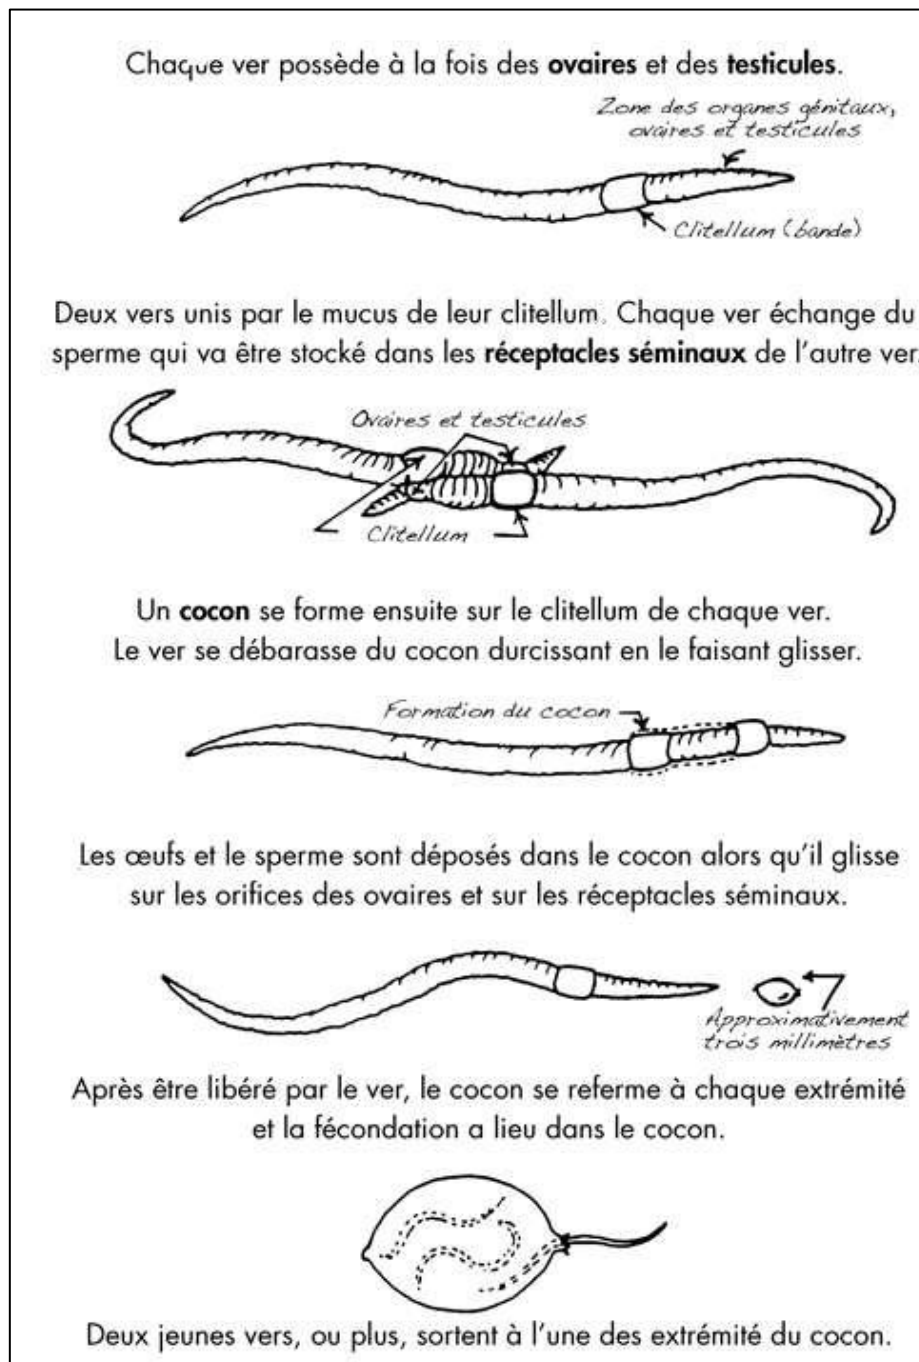 Chaque ver possède à la fois des ovaires et des testicules.
Zone des organes génitaux,
ovaires et testicules
Clitellum (bande)
Deux vers unis par le mucus de leur clitellum. Chaque ver échange du
sperme qui va être stocké dans les réceptacles séminaux de l'autre ver.
Ovaires et testicules
Clitellum
Un cocon se forme ensuite sur le clitellum de chaque ver.
Le ver se débarasse du cocon durcissant en le faisant glisser.
Formation du cocon
Les œufs et le sperme sont déposés dans le cocon alors qu'il glisse
sur les orifices des ovaires et sur les réceptacles séminaux.
Approximativement
trois millimètres
Après être libéré par le ver, le cocon se referme à chaque extrémité
et la fécondation a lieu dans le cocon.
Deux jeunes vers, ou plus, sortent à l'une des extrémité du cocon.